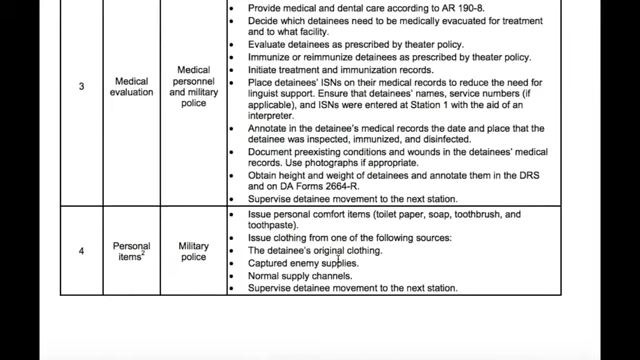 • Provide medical and dental care according to AR 190-8.
• Decide which detainees need to be medically evacuated for treatment
and to what facility.
• Evaluate detainees as prescribed by theater policy.
• Immunize or reimmunize detainees as prescribed by theater policy.
• Initiate treatment and immunization records.
3
Medical
evaluation
Medical
personnel
and military
police
• Place detainees' ISNs on their medical records to reduce the need for
linguist support. Ensure that detainees' names, service numbers (if
applicable), and ISNs were entered at Station 1 with the aid of an
interpreter.
• Annotate in the detainee's medical records the date and place that the
detainee was inspected, immunized, and disinfected.
• Document preexisting conditions and wounds in the detainees' medical
records. Use photographs if appropriate.
• Obtain height and weight of detainees and annotate them in the DRS
and on DA Forms 2664-R.
• Supervise detainee movement to the next station.
4
Personal
items2
Military
police
• Issue personal comfort items (toilet paper, soap, toothbrush, and
toothpaste).
• Issue clothing from one of the following sources:
• The detainee's original clothing.
• Captured enemy supplies.
• Normal supply channels.
• Supervise detainee movement to the next station.